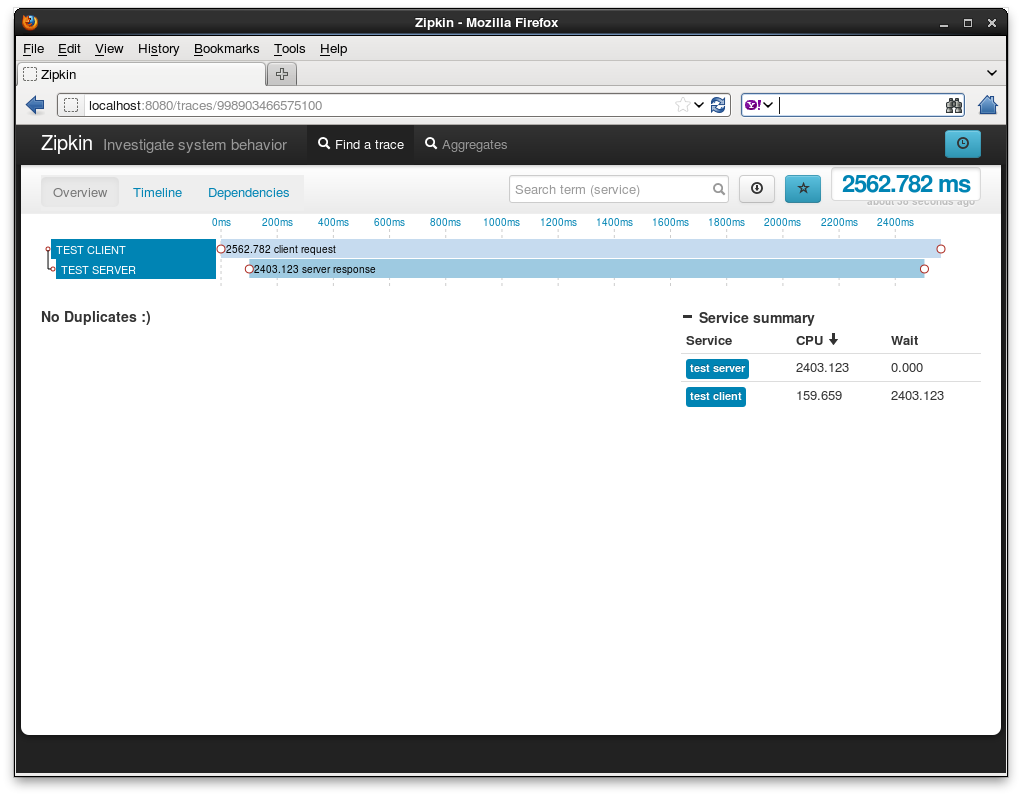 Zipkin - Mozilla Firefox
File Edit View History Bookmarks Tools Help
Zipkin
localhost:8080/traces/998903466575100
Y!
Zipkin Investigate system behavior Find a trace Aggregates
Overview Timeline Dependencies Search term (service) 2562.782 ms
about 30 seconds ago
0ms 200ms 400ms 600ms 800ms 1000ms 1200ms 1400ms 1600ms 1800ms 2000ms 2200ms 2400ms
TEST CLIENT 2562.782 client request
TEST SERVER 2403.123 server response
No Duplicates :) Service summary
Service CPU Wait
test server 2403.123 0.000
test client 159.659 2403.123